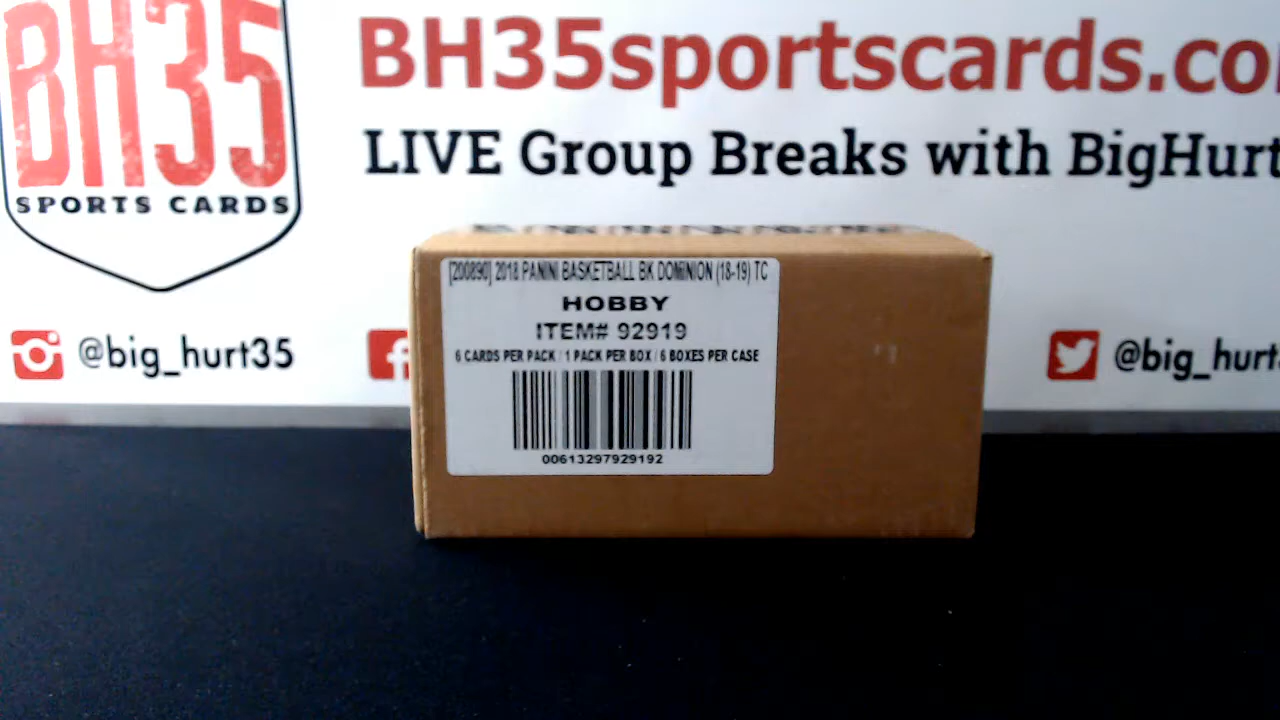 BH35
SPORTS CARDS
BH35sportscards.co
LIVE Group Breaks with BigHurt
@big_hurt35
f
@big_hurt
[200890] 2018 PANINI BASKETBALL BK DOMINION (18-19) TC
HOBBY
ITEM# 92919
6 CARDS PER PACK / 1 PACK PER BOX / 6 BOXES PER CASE
00613297929192